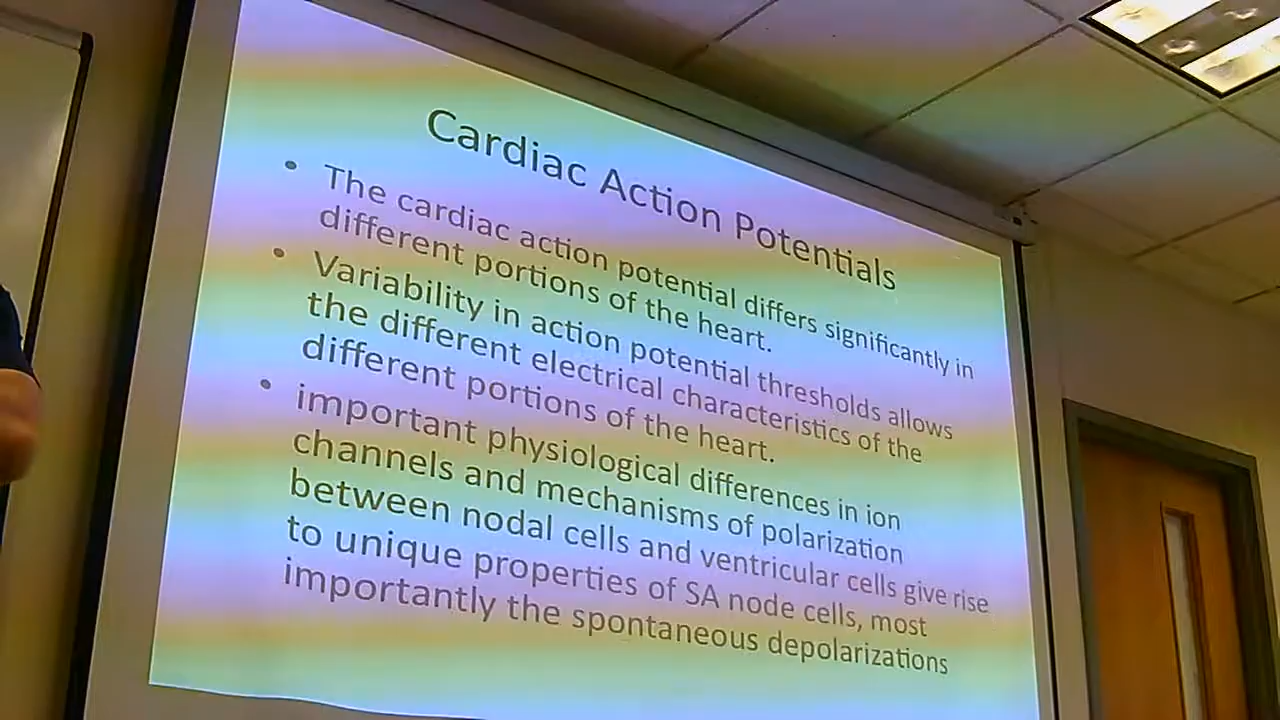 Cardiac Action Potentials
• The cardiac action potential differs significantly in
different portions of the heart.
• Variability in action potential thresholds allows
the different electrical characteristics of the
different portions of the heart.
• important physiological differences in ion
channels and mechanisms of polarization
between nodal cells and ventricular cells give rise
to unique properties of SA node cells, most
importantly the spontaneous depolarizations